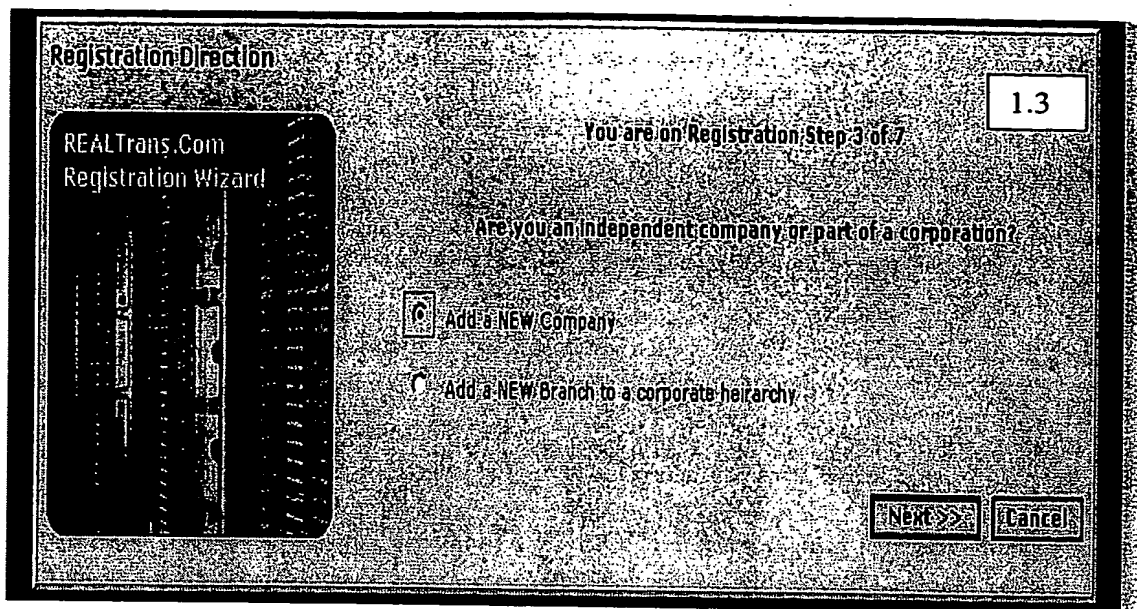 Registration Direction
1.3
REALTrans.Com
Registration Wizard
You are on Registration Step 3 of 7
Are you an independent company or part of a corporation?
Add a NEW Company
Add a NEW Branch to a corporate heirarchy
Next >>
Cancel